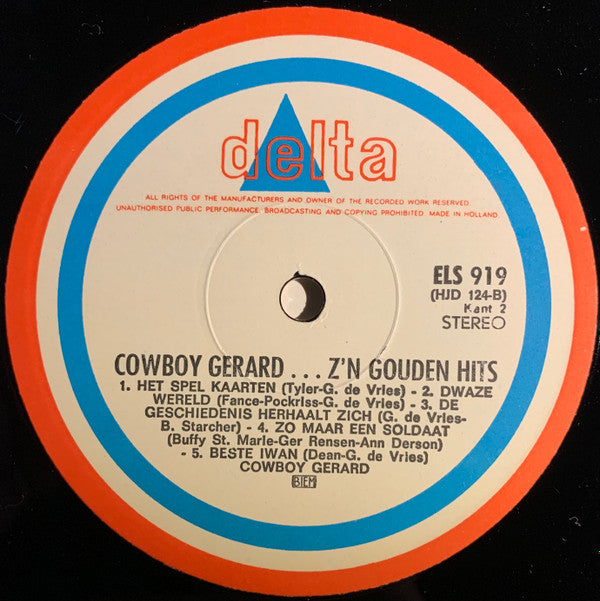 delta
ALL RIGHTS OF THE MANUFACTURERS AND OWNER OF THE RECORDED WORK RESERVED
UNAUTHORISED PUBLIC PERFORMANCE. BROADCASTING AND COPYING PROHIBITED. MADE IN HOLLAND
ELS 919
(HJD 124-B)
Kant 2
STEREO
COWBOY GERARD ... Z'N GOUDEN HITS
1. HET SPEL KAARTEN (Tyler-G. de Vries) - 2. DWAZE
WERELD (Fance-Pockriss-G. de Vries) - 3. DE
GESCHIEDENIS HERHAALT ZICH (G. de Vries-
B. Starcher) - 4. ZO MAAR EEN SOLDAAT
(Buffy St. Marie-Ger Rensen-Ann Derson)
- 5. BESTE IWAN (Dean-G. de Vries)
COWBOY GERARD
BIEM